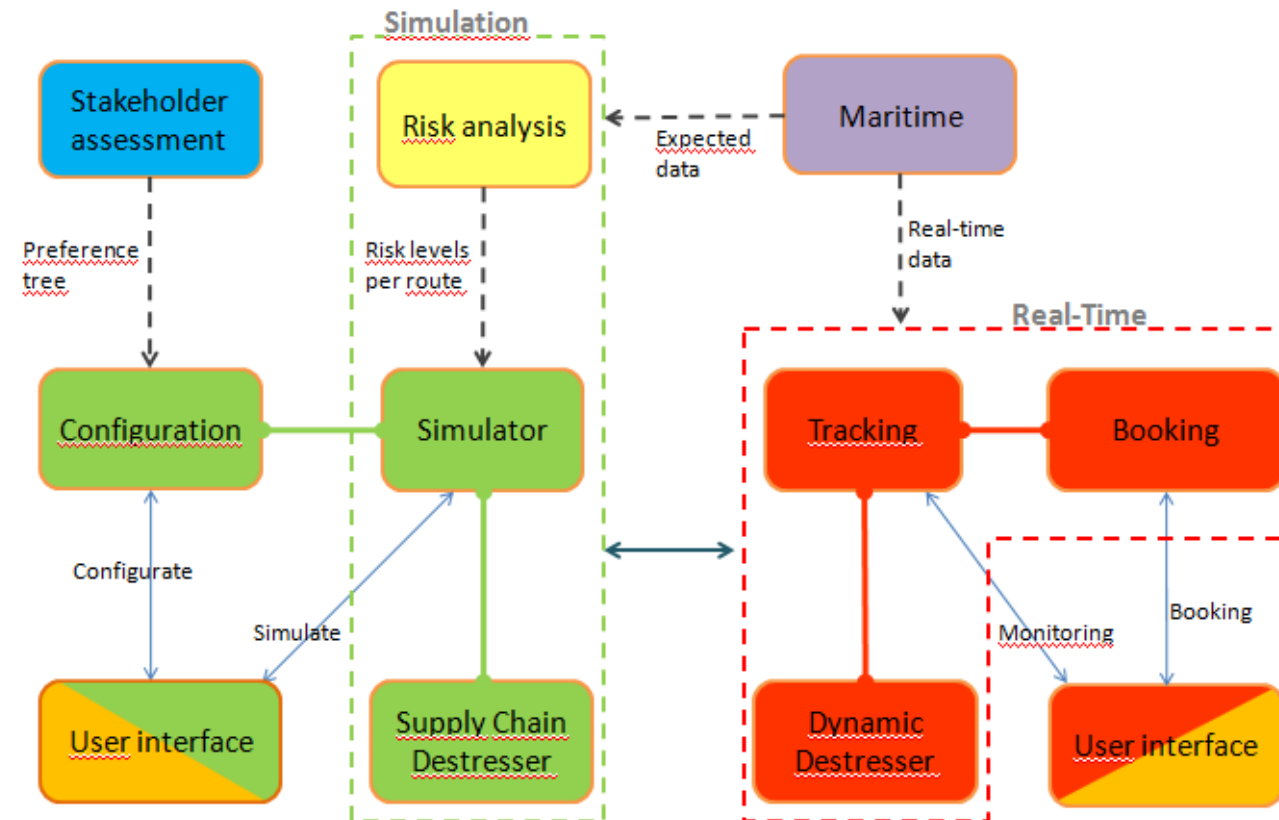 Simulation
Stakeholder
assessment
Risk analysis
Maritime
Expected
data
Preference
tree
Risk levels
per route
Real-time
data
Real-Time
Configuration
Simulator
Tracking
Booking
Configurate
Simulate
Monitoring
Booking
User interface
Supply Chain
Destresser
Dynamic
Destresser
User interface